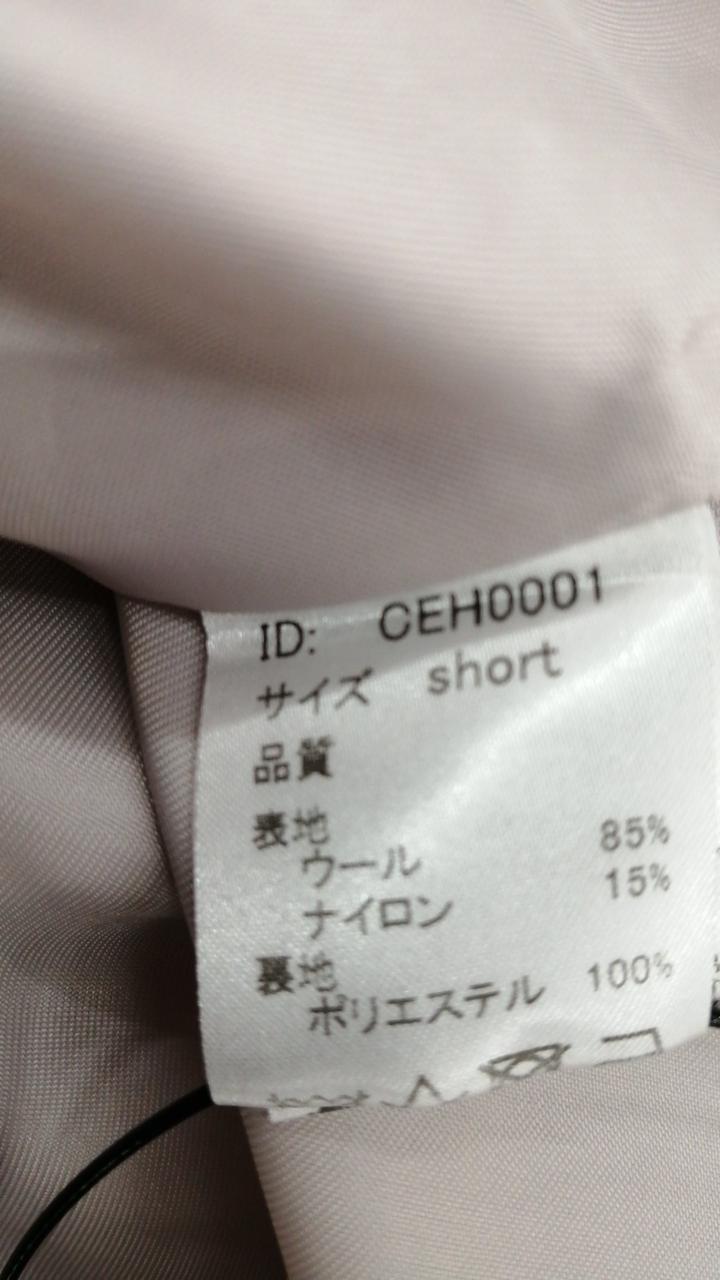 ID: CEH0001
サイズ short
品質
表地
ウール 85%
ナイロン 15%
裏地
ポリエステル 100%